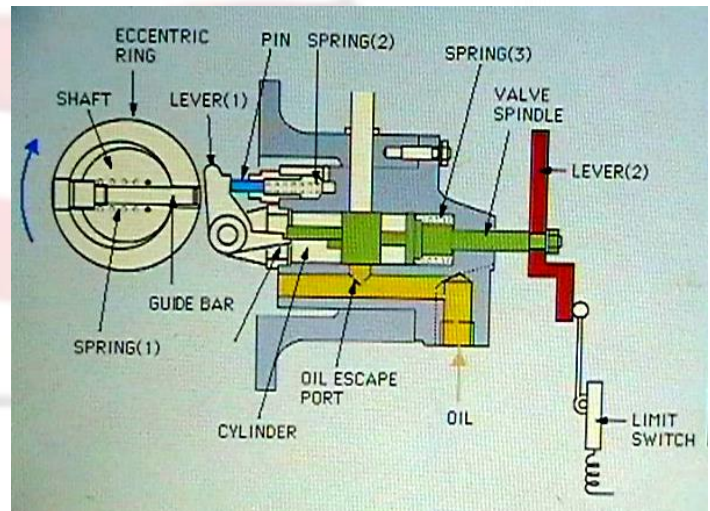 ECCENTRIC
RING
PIN
SPRING(2)
SPRING(3)
SHAFT
LEVER(1)
VALVE
SPINDLE
LEVER(2)
GUIDE BAR
SPRING(1)
OIL ESCAPE
PORT
CYLINDER
OIL
LIMIT
SWITCH